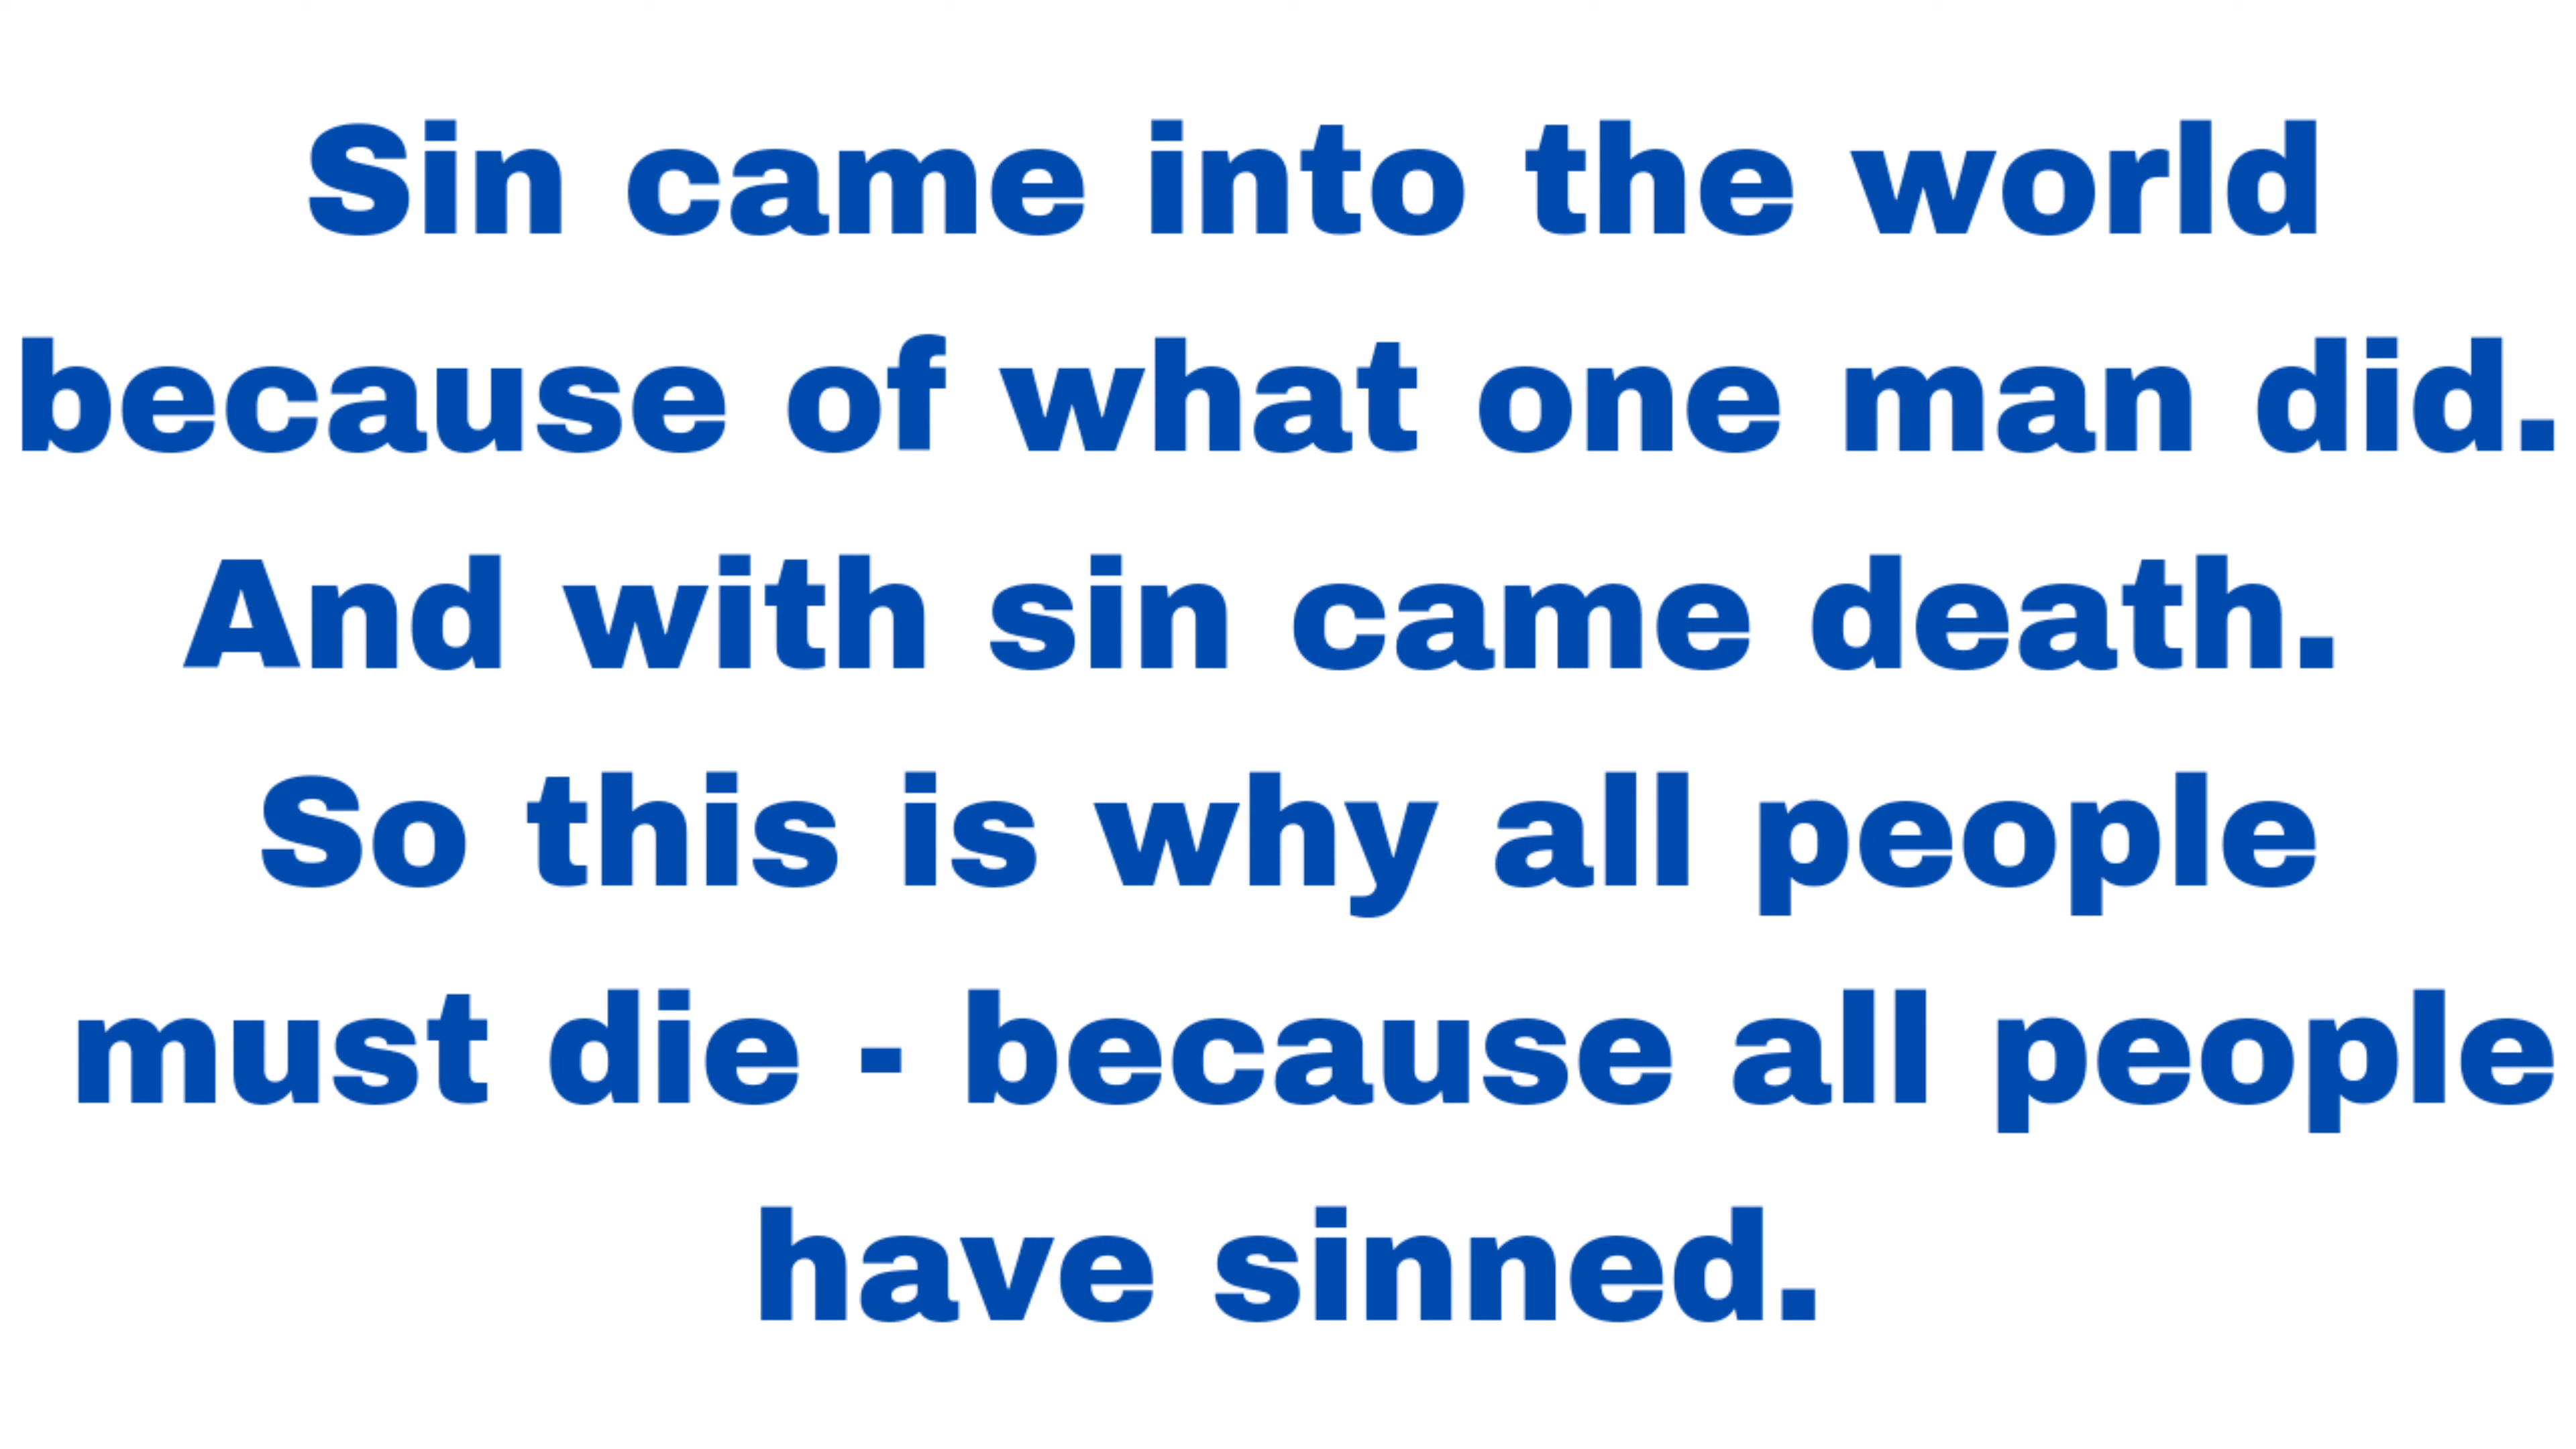 Sin came into the world
because of what one man did.
And with sin came death.
So this is why all people
must die - because all people
have sinned.